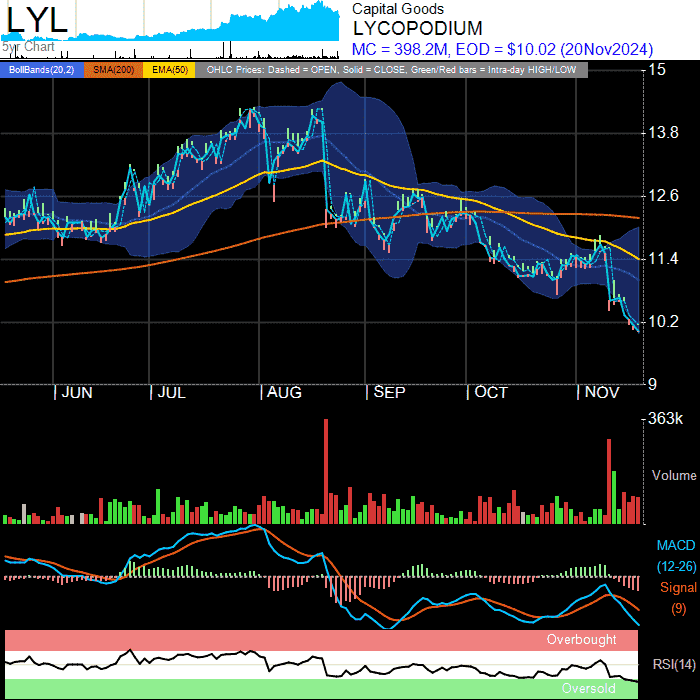 LYL
Capital Goods
LYCOPODIUM
MC = 398.2M, EOD = $10.02 (20Nov2024)
5yr Chart
BollBands(20,2) SMA(200) EMA(50) OHLC Prices: Dashed = OPEN, Solid = CLOSE, Green/Red bars = Intra-day HIGH/LOW
15
13.8
12.6
11.4
10.2
9
JUN JUL AUG SEP OCT NOV
363k
Volume
MACD
(12-26)
Signal
(9)
Overbought
RSI(14)
Oversold